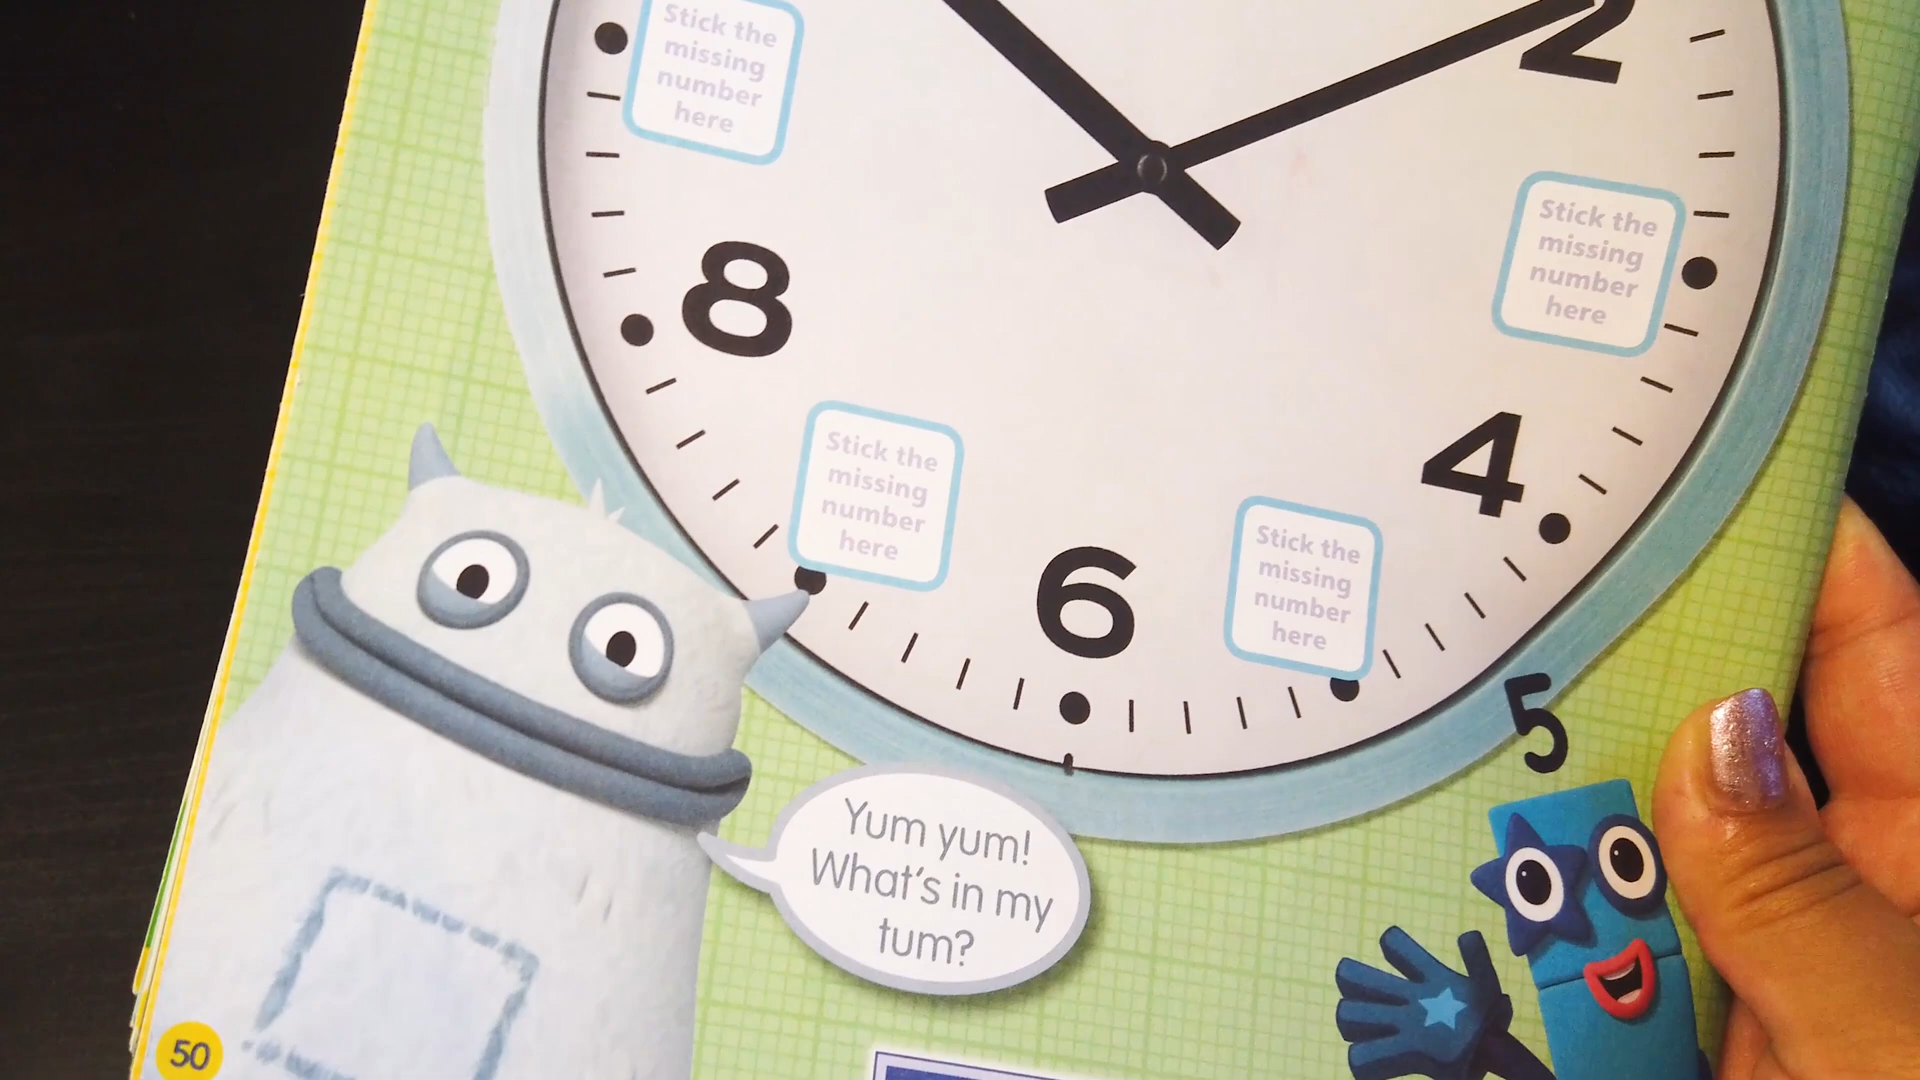 Stick the
missing
number
here
2
Stick the
missing
number
here
8
4
Stick the
missing
number
here
6
Stick the
missing
number
here
5
Yum yum!
What's in my
tum?
50